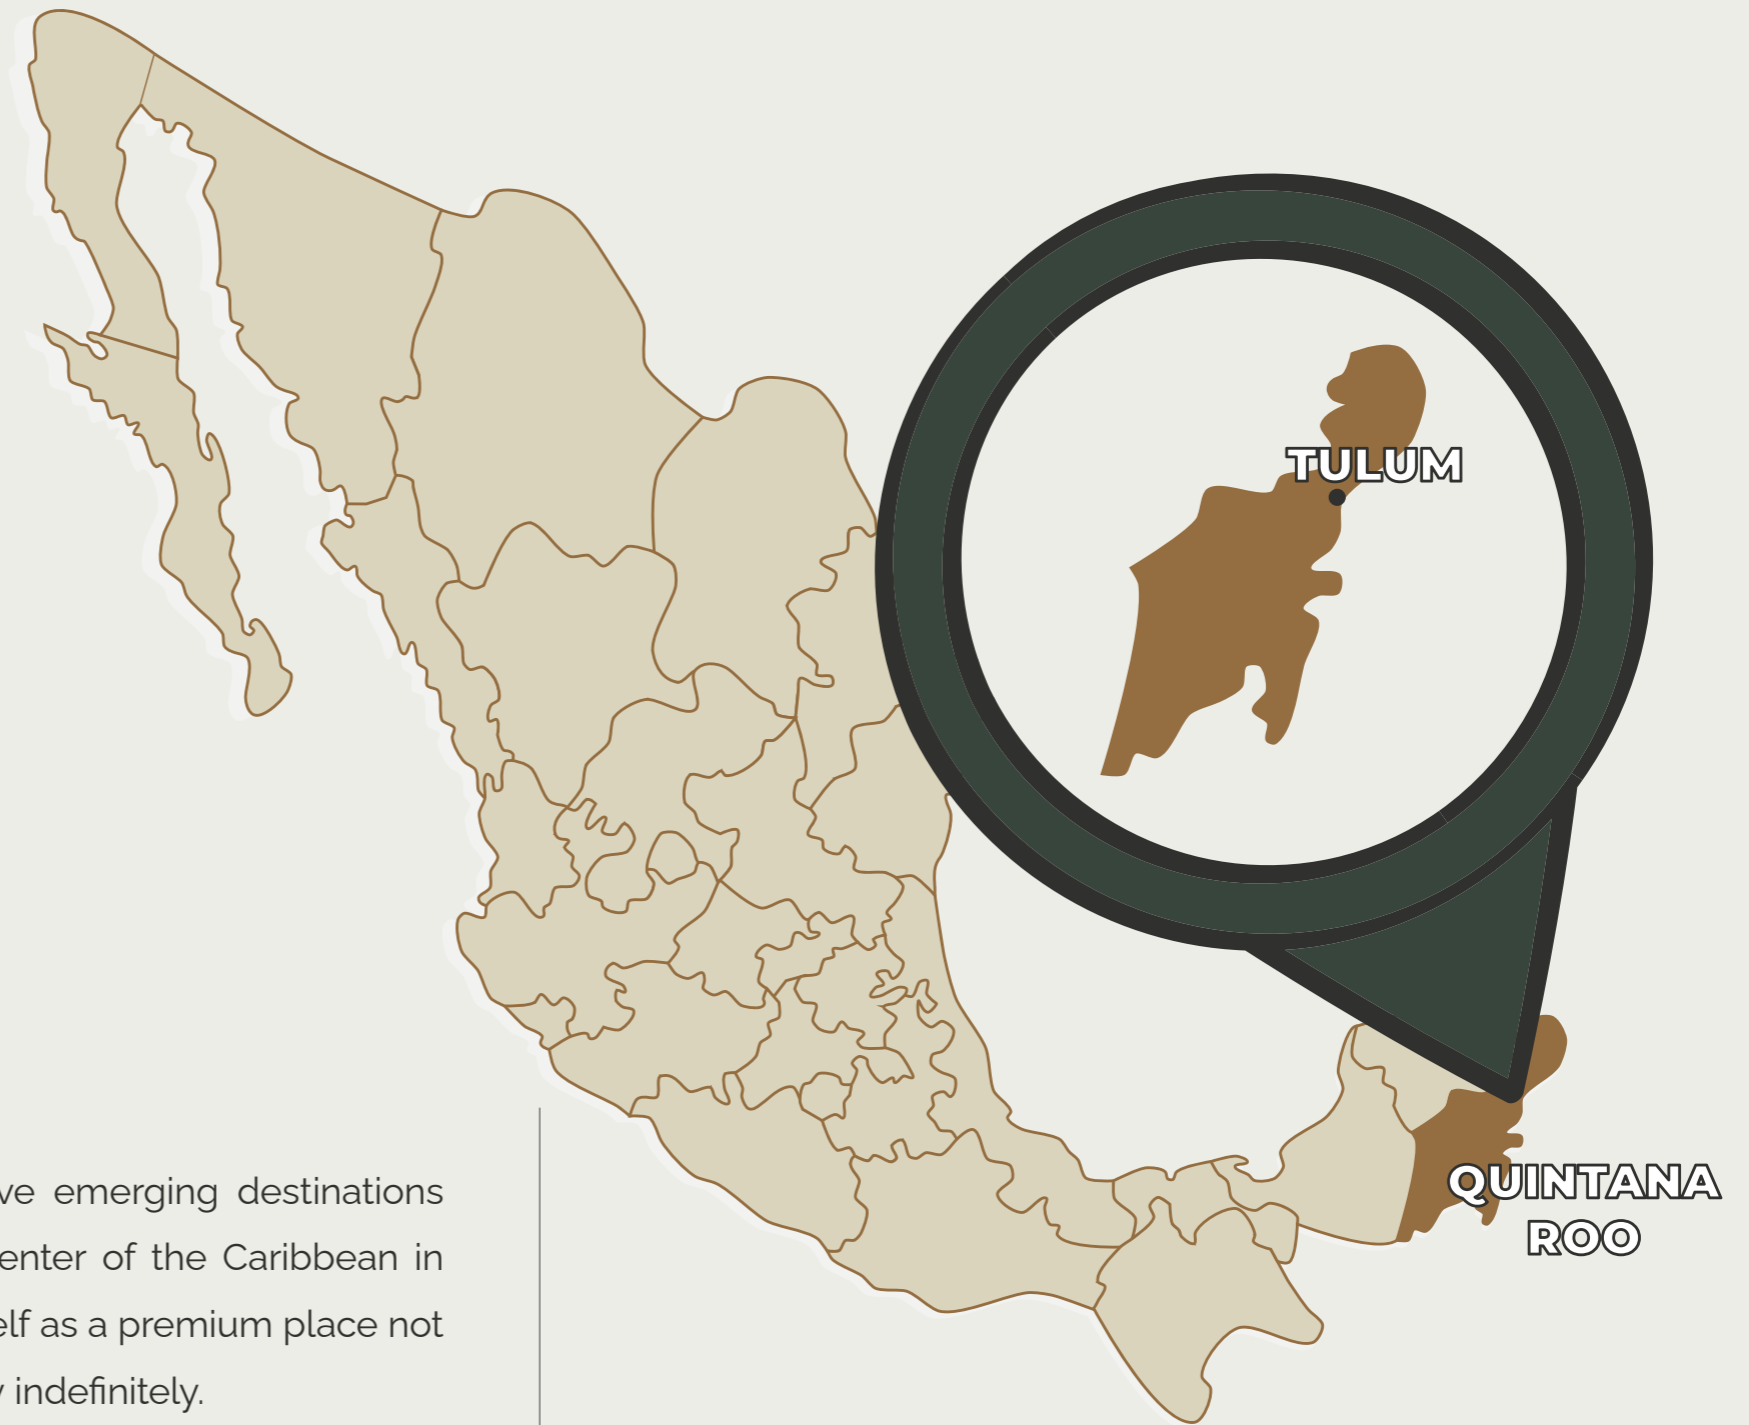 TULUM
QUINTANA
ROO
ve emerging destinations
enter of the Caribbean in
elf as a premium place not
indefinitely.